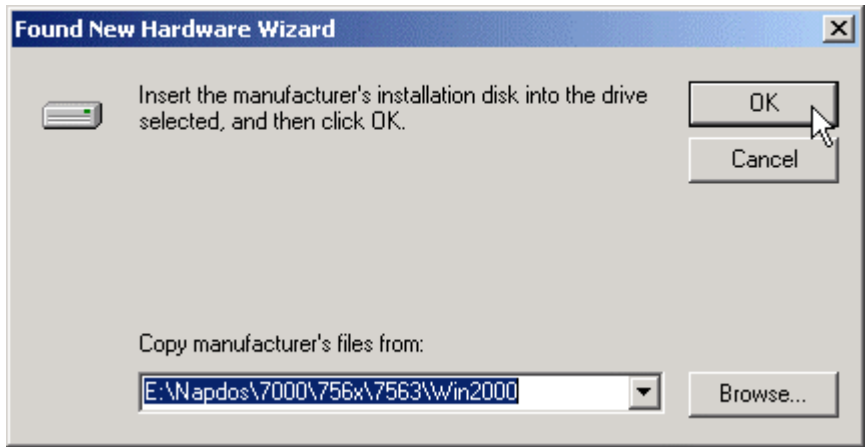 Found New Hardware Wizard
Insert the manufacturer's installation disk into the drive
selected, and then click OK.
OK
Cancel
Copy manufacturer's files from:
E:\Napdos\7000\756x\7563\Win2000
Browse...